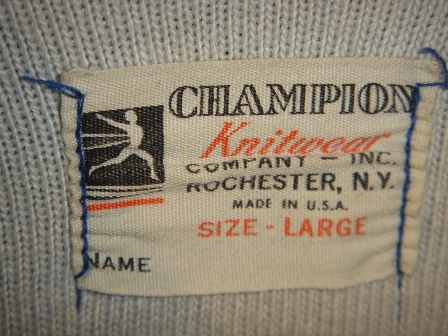 CHAMPION
Knitwear
COMPANY - INC.
ROCHESTER, N.Y.
MADE IN U.S.A.
SIZE - LARGE
NAME